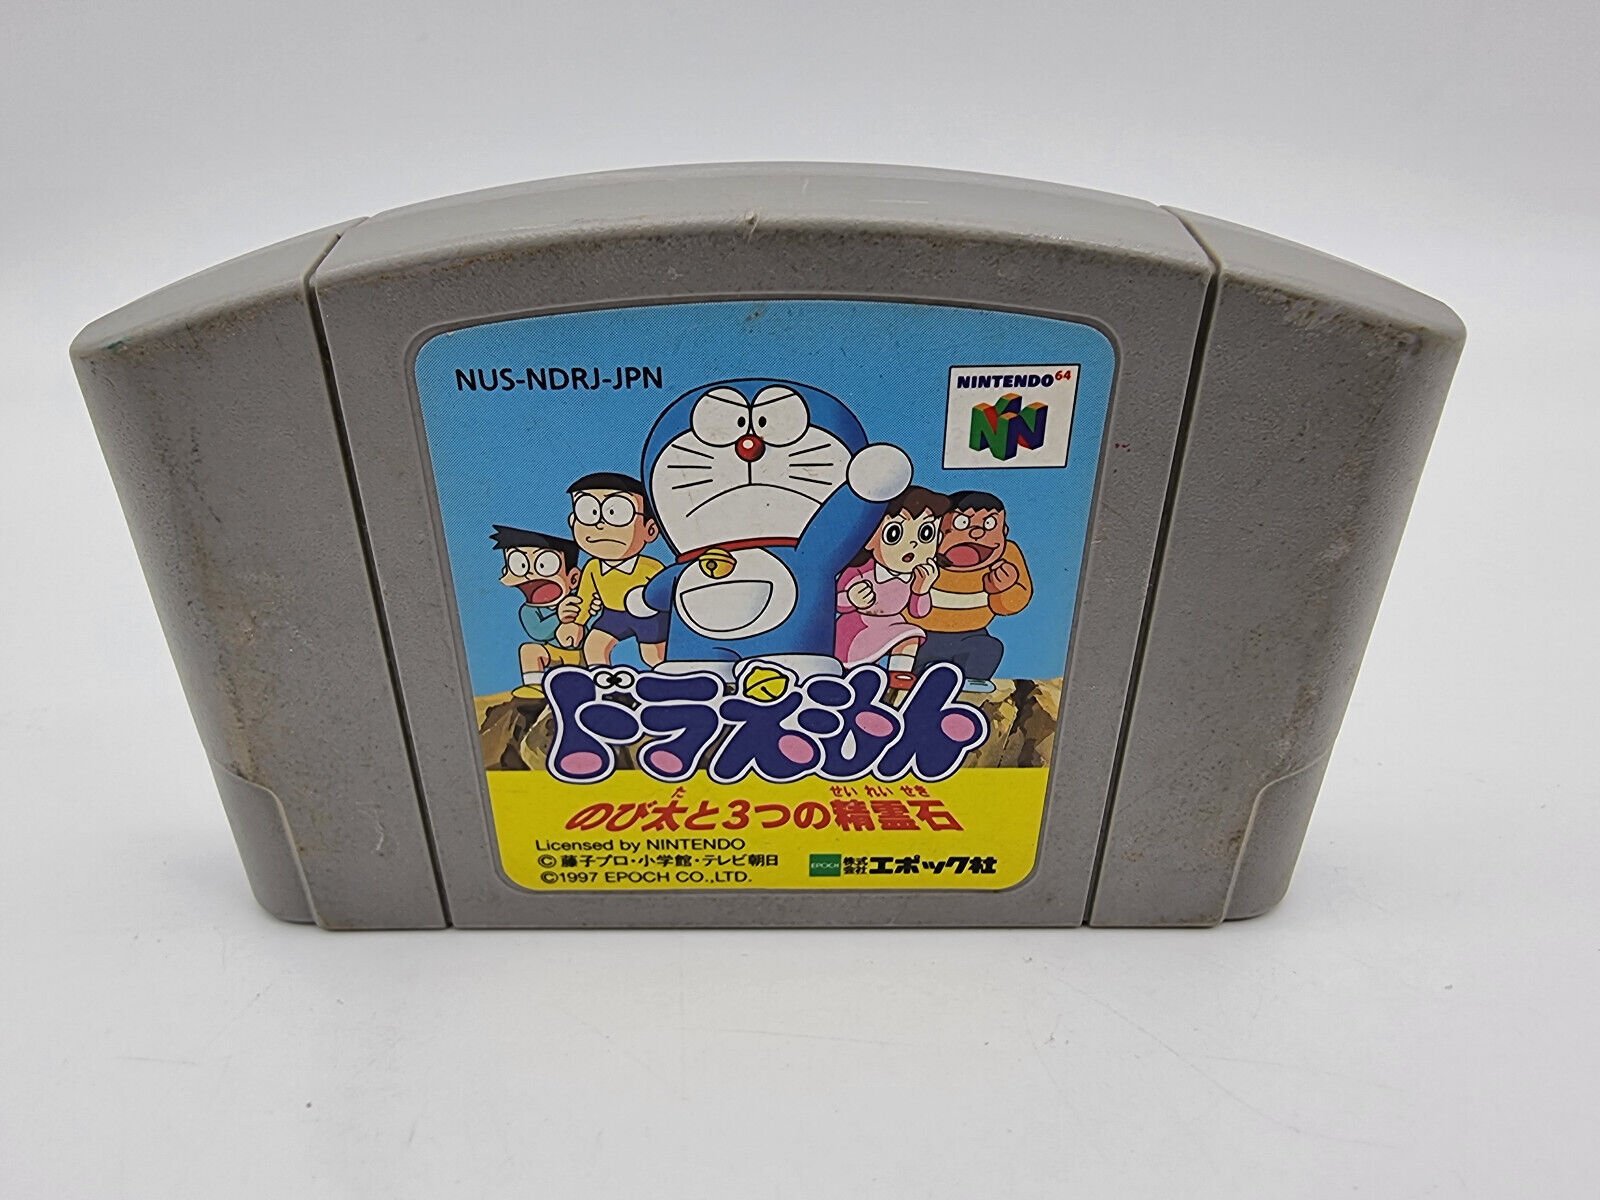 NUS-NDRJ-JPN
NINTENDO64
ドラえもん
た せいれいせき
のび太と3つの精霊石
Licensed by NINTENDO
©藤子プロ・小学館・テレビ朝日
©1997 EPOCH CO.,LTD.
EPOCH 株式会社エポック社